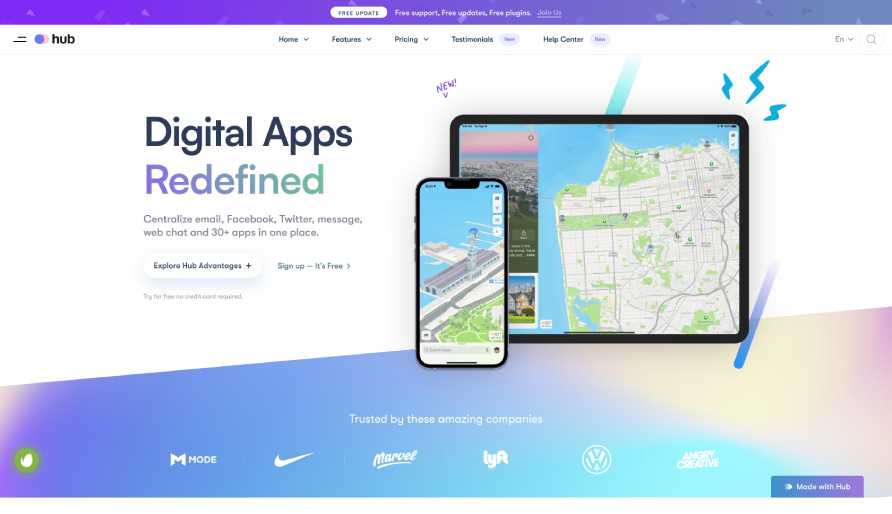 FREE UPDATE Free support, Free updates, Free plugins. Join Us
hub Home Features Pricing Testimonials New Help Center New En
NEW!
Digital Apps
Redefined
Centralize email, Facebook, Twitter, message,
web chat and 30+ apps in one place.
Explore Hub Advantages + Sign up — It's Free
Try for free no credit card required.
Trusted by these amazing companies
MODE MARVEL lyft VW ANGRY CREATIVE
Made with Hub